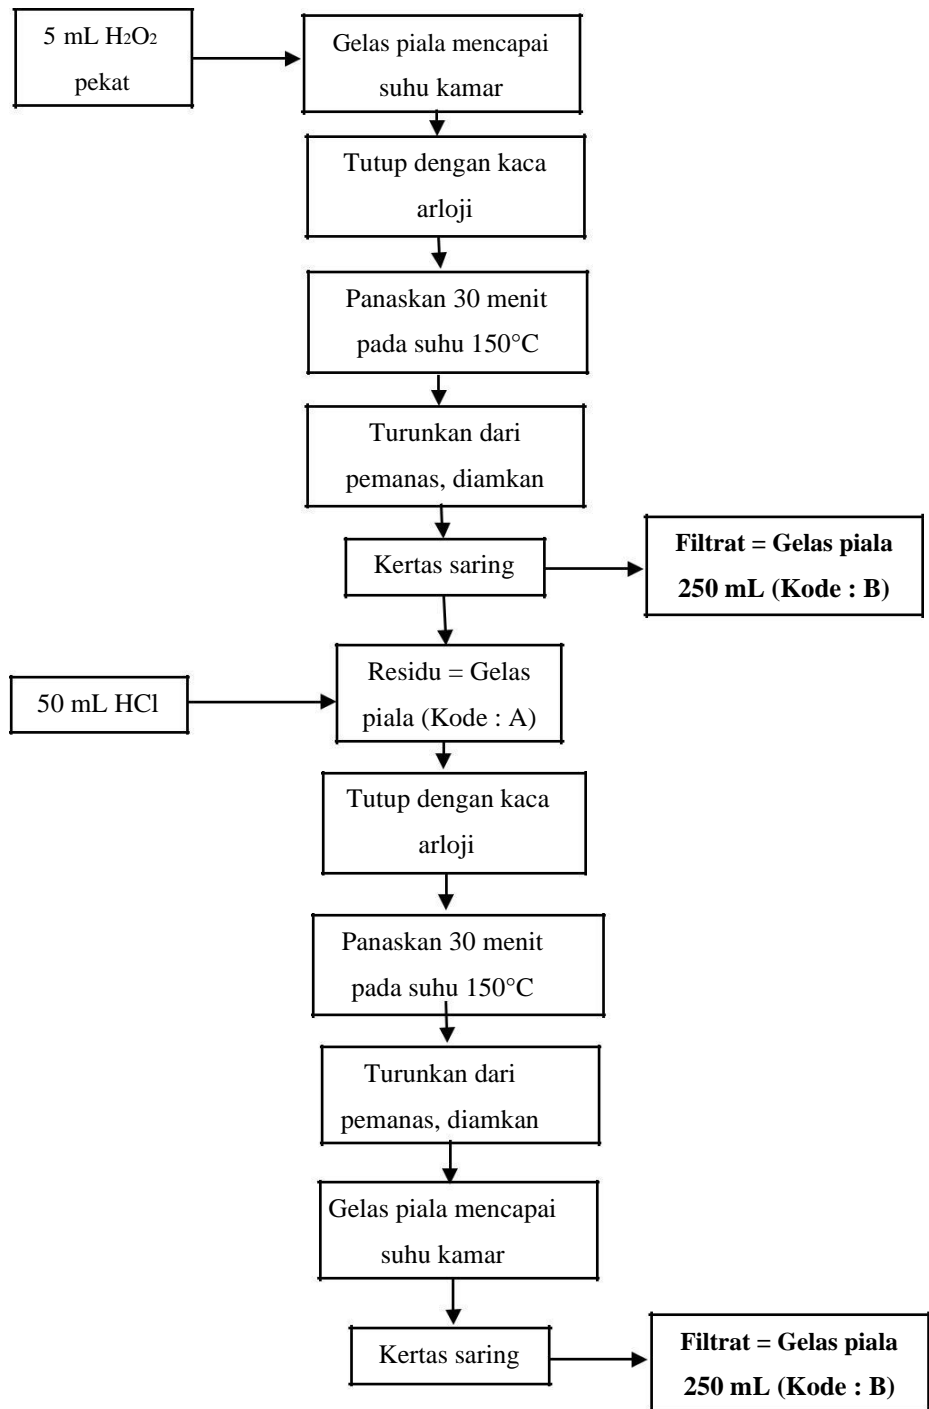 5 mL H₂O₂
pekat
Gelas piala mencapai
suhu kamar
Tutup dengan kaca
arloji
Panaskan 30 menit
pada suhu 150°C
Turunkan dari
pemanas, diamkan
Kertas saring
Filtrat = Gelas piala
250 mL (Kode : B)
50 mL HCl
Residu = Gelas
piala (Kode : A)
Tutup dengan kaca
arloji
Panaskan 30 menit
pada suhu 150°C
Turunkan dari
pemanas, diamkan
Gelas piala mencapai
suhu kamar
Kertas saring
Filtrat = Gelas piala
250 mL (Kode : B)